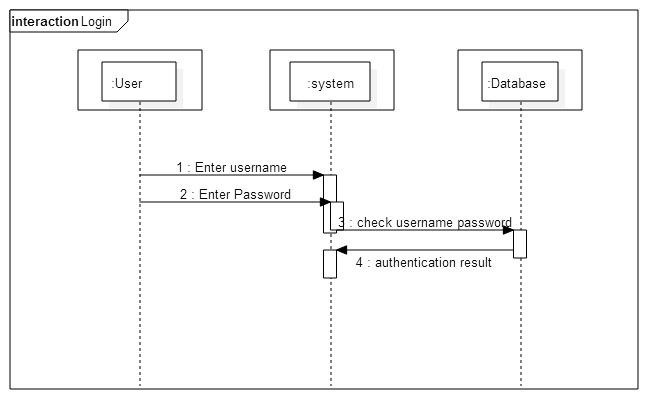 interaction Login
:User
:system
:Database
1 : Enter username
2 : Enter Password
3 : check username password
4 : authentication result